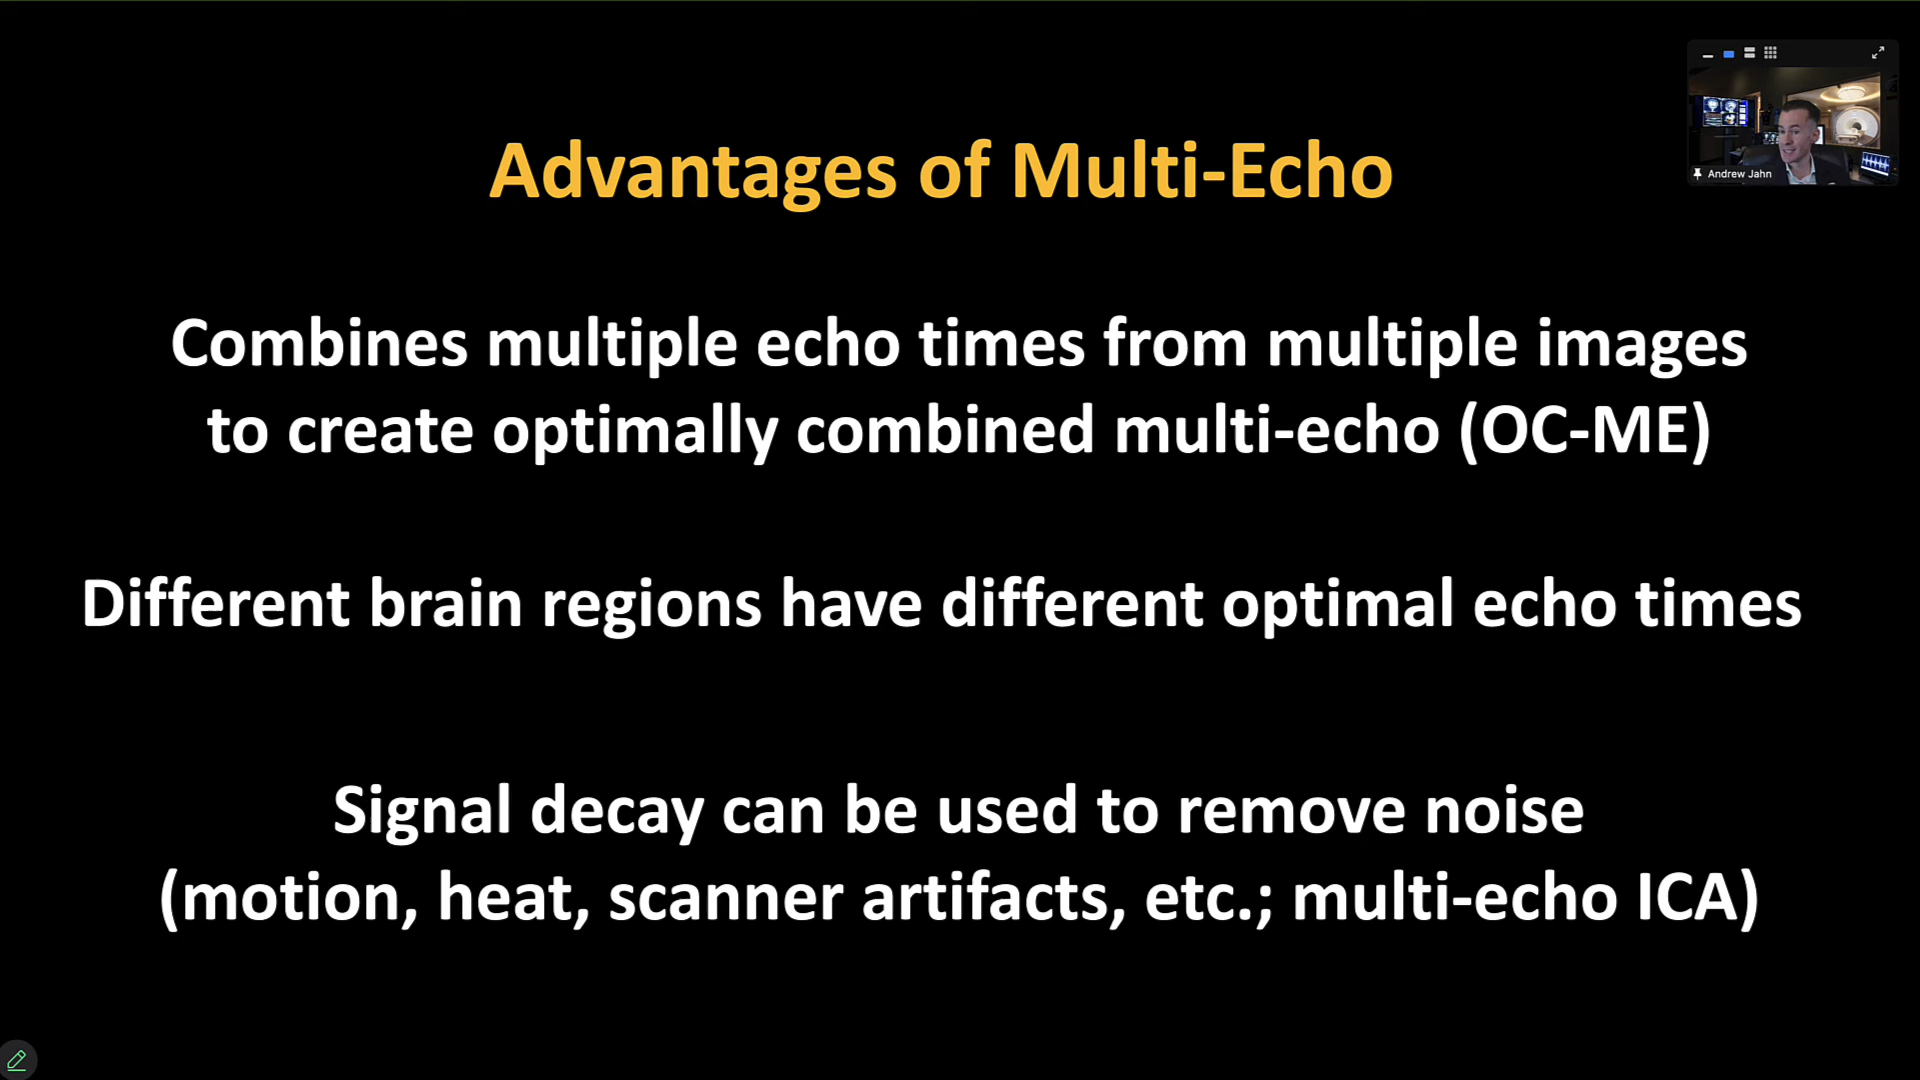 Advantages of Multi-Echo
Combines multiple echo times from multiple images
to create optimally combined multi-echo (OC-ME)
Different brain regions have different optimal echo times
Signal decay can be used to remove noise
(motion, heat, scanner artifacts, etc.; multi-echo ICA)
Andrew Jahn